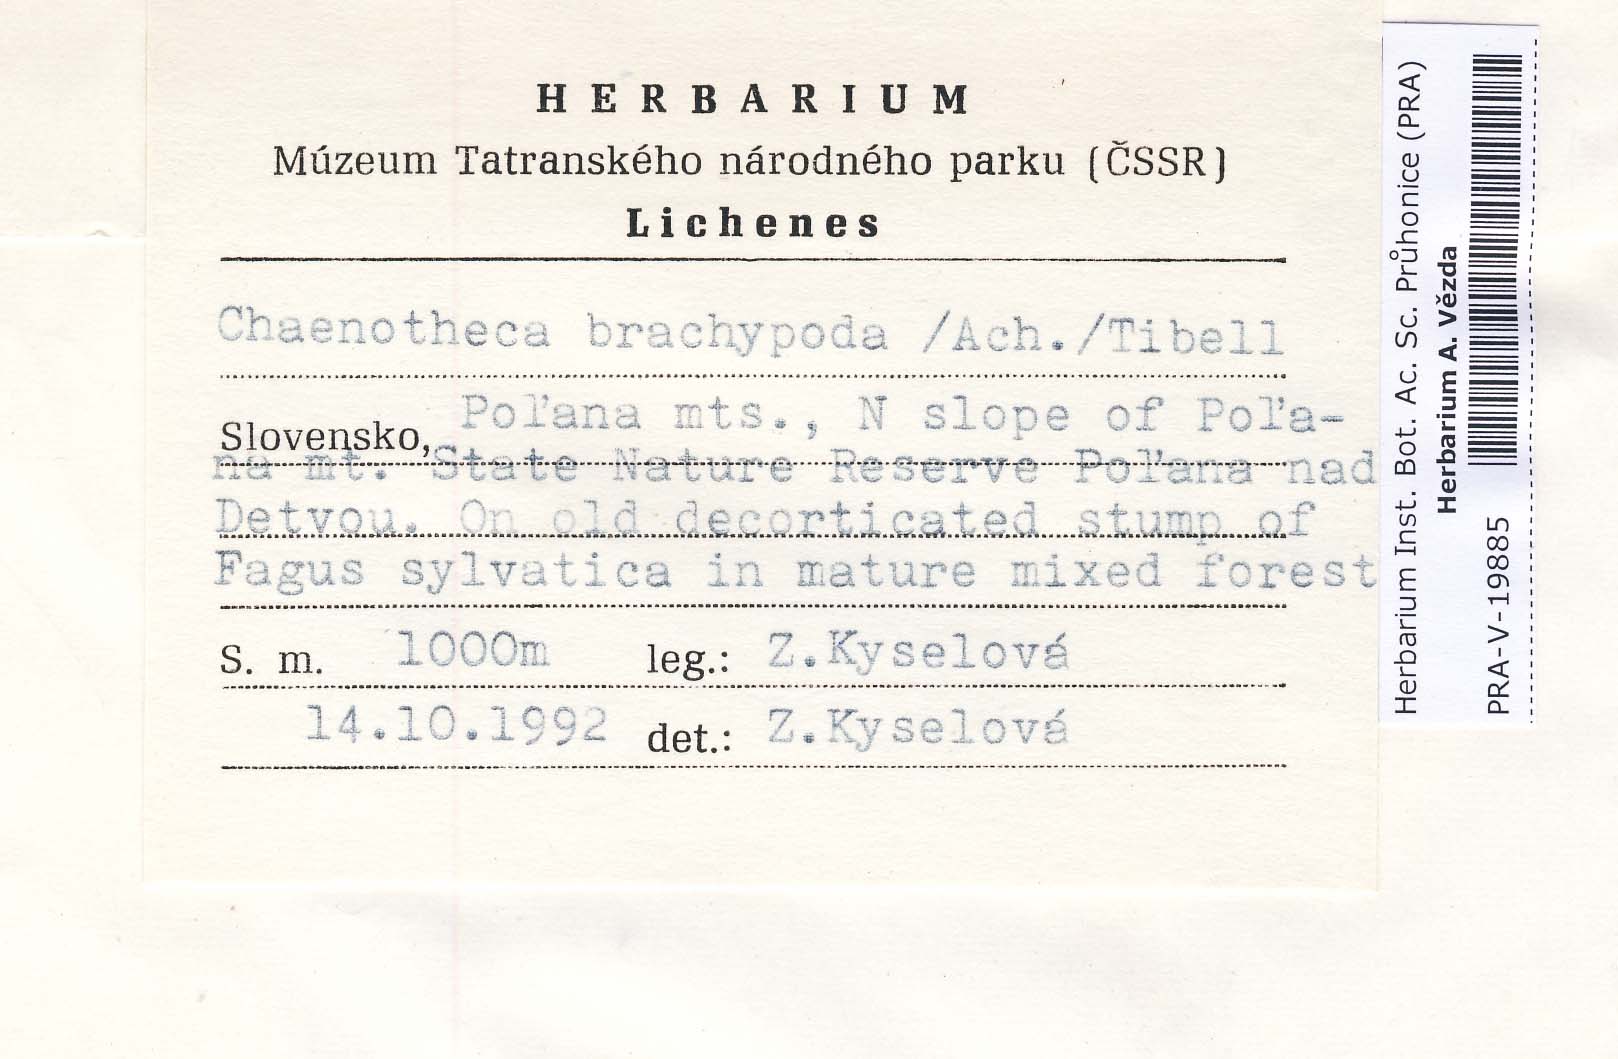 HERBARIUM
Múzeum Tatranského národného parku (ČSSR)
Lichenes
Chaenotheca brachypoda /Ach./Tibell
Slovensko, Poľana mts., N slope of Poľa-
na mt. State Nature Reserve Poľana nad
Detvou. On old decorticated stump of
Fagus sylvatica in mature mixed forest
S. m. 1000m leg.: Z.Kyselová
14.10.1992 det.: Z.Kyselová
Herbarium Inst. Bot. Ac. Sc. Průhonice (PRA)
Herbarium A. Vězda
PRA-V-19885